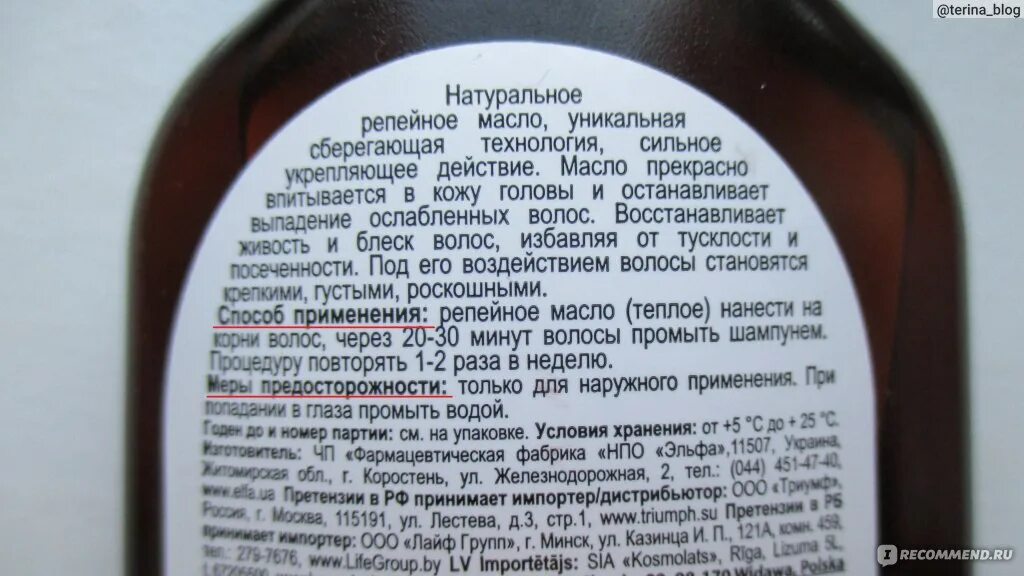 @terina_blog
Натуральное
репейное масло, уникальная
сберегающая технология, сильное
укрепляющее действие. Масло прекрасно
впитывается в кожу головы и останавливает
выпадение ослабленных волос. Восстанавливает
живость и блеск волос, избавляя от тусклости и
посеченности. Под его воздействием волосы становятся
крепкими, густыми, роскошными.
Способ применения: репейное масло (теплое) нанести на
корни волос, через 20-30 минут волосы промыть шампунем.
Процедуру повторять 1-2 раза в неделю.
Меры предосторожности: только для наружного применения. При
попадании в глаза промыть водой.
Годен до и номер партии: см. на упаковке. Условия хранения: от +5 °С до + 25 °С.
Изготовитель: ЧП «Фармацевтическая фабрика «НПО «Эльфа»,11507, Украина,
Житомирская обл., г. Коростень, ул. Железнодорожная, 2, тел.: (044) 451-47-40,
www.elfa.ua Претензии в РФ принимает импортер/дистрибьютор: ООО «Триумф»,
Россия, г. Москва, 115191, ул. Лестева, д.3, стр.1, www.triumph.su Претензии в РБ
принимает импортер: ООО «Лайф Групп», г. Минск, ул. Казинца И. П., 121А, комн. 459,
тел.: 279-7676, www.LifeGroup.by LV Importētājs: SIA «Kosmolats», Rīga, Lizuma 5L,
170 Widawa, Polska
IRECOMMEND.RU